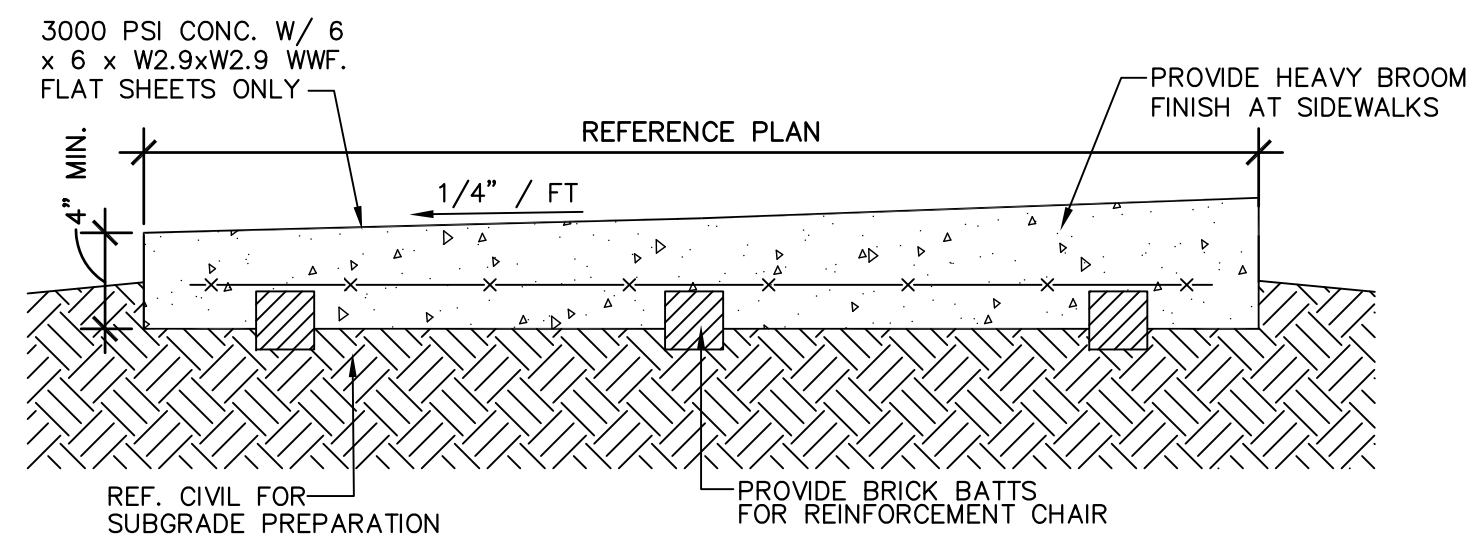 3000 PSI CONC. W/ 6
x 6 x W2.9xW2.9 WWF.
FLAT SHEETS ONLY
PROVIDE HEAVY BROOM
FINISH AT SIDEWALKS
REFERENCE PLAN
4" MIN.
1/4" / FT
REF. CIVIL FOR
SUBGRADE PREPARATION
PROVIDE BRICK BATTS
FOR REINFORCEMENT CHAIR